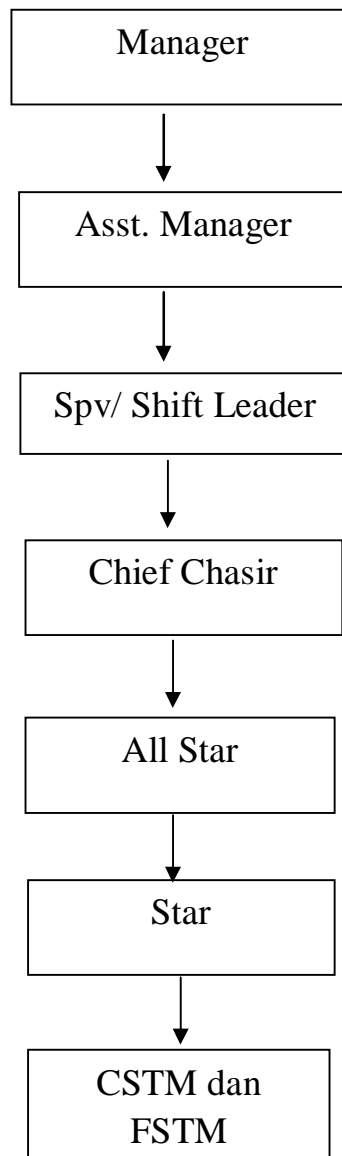 Manager
Asst. Manager
Spv/ Shift Leader
Chief Chasir
All Star
Star
CSTM dan
FSTM